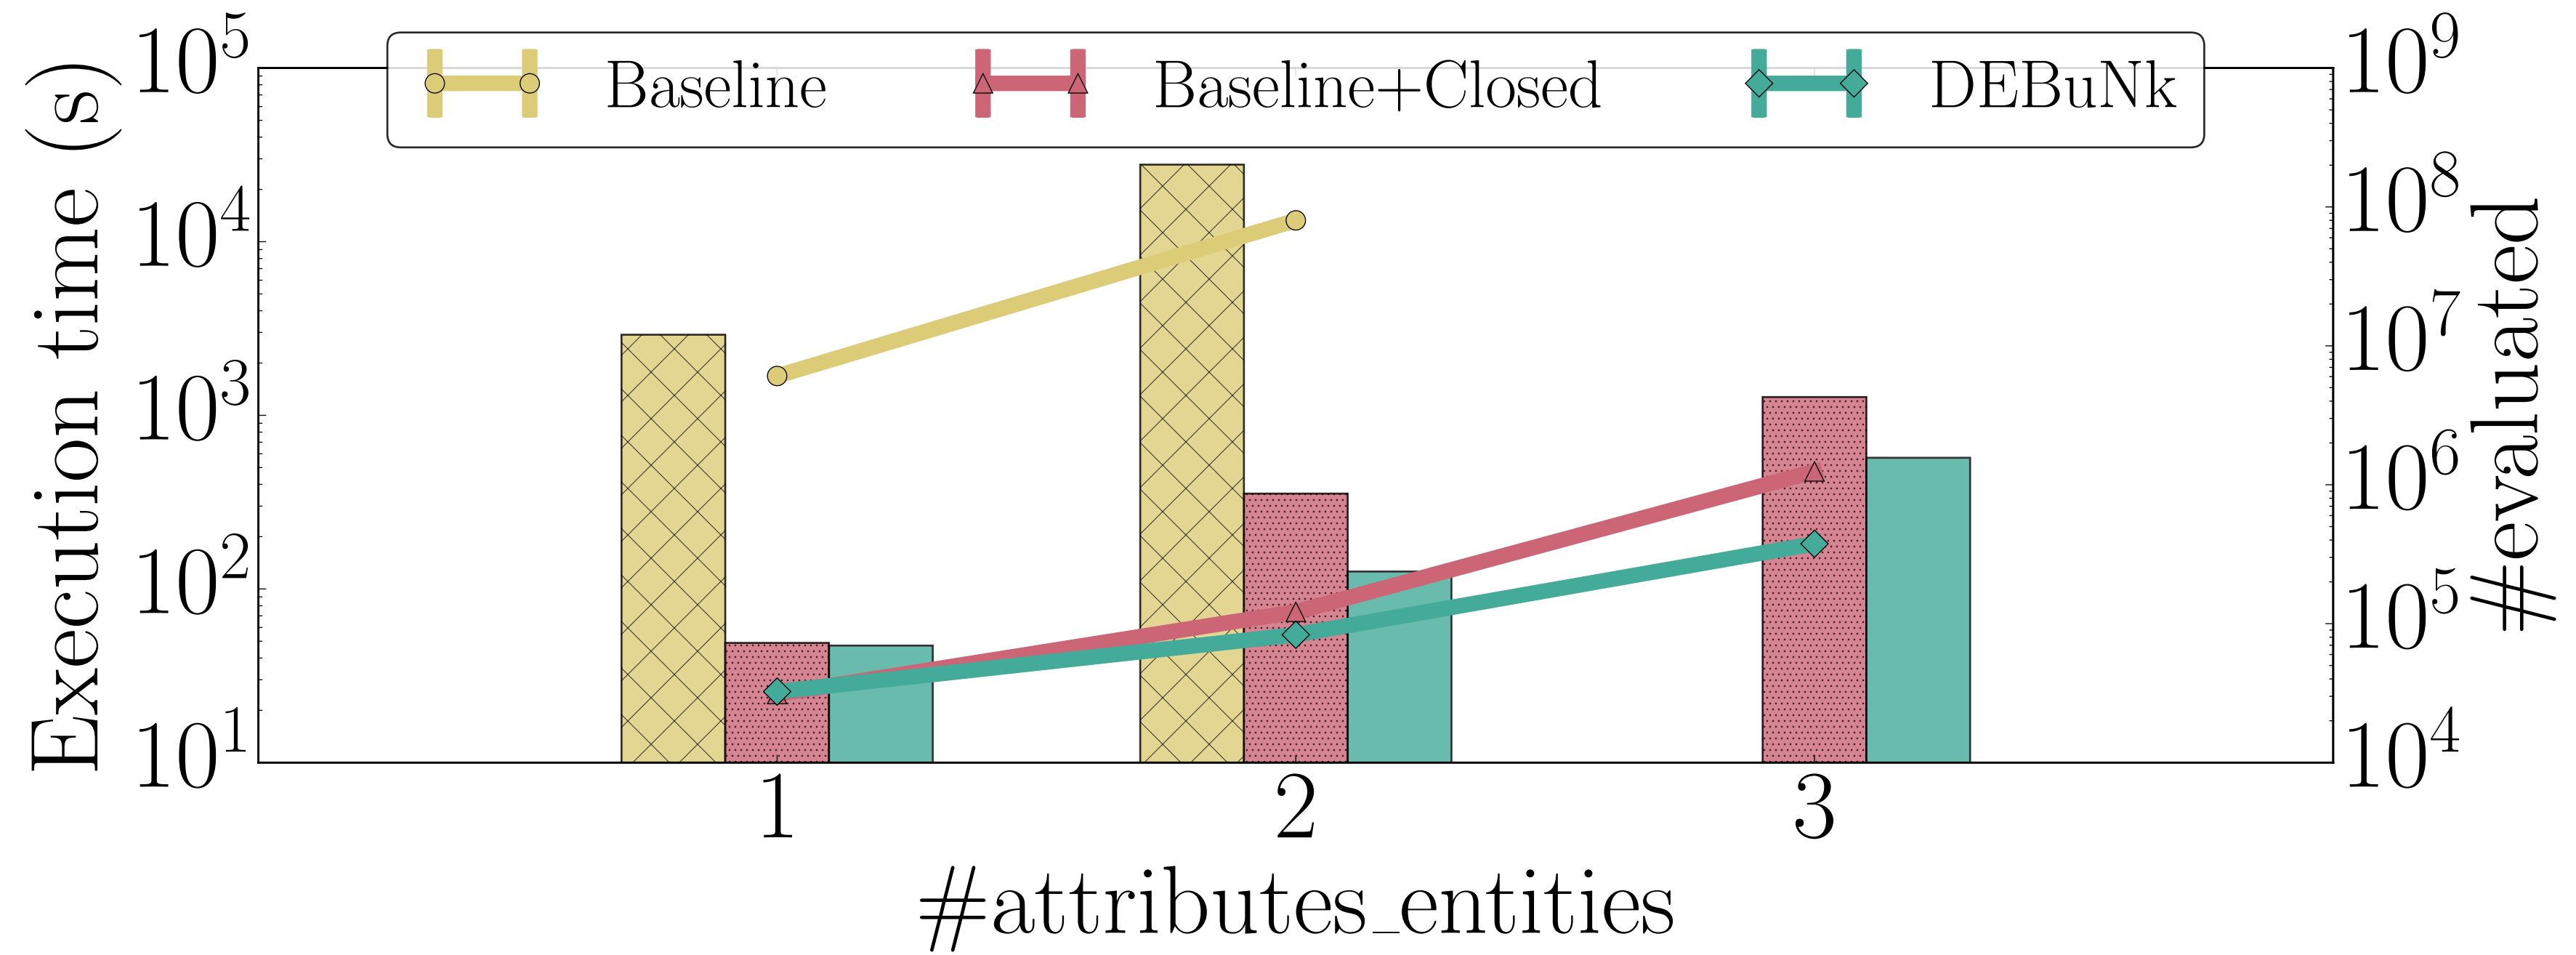 Baseline
Baseline+Closed
DEBuNk
Execution time (s)
10^5
10^4
10^3
10^2
10^1
10^9
10^8
10^7
10^6
10^5
10^4
#evaluated
1 2 3
#attributes_entities